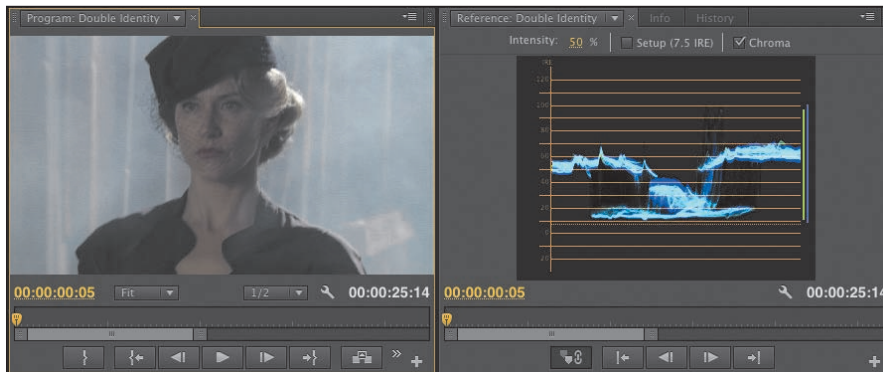 Program: Double Identity
Reference: Double Identity
Info
History
Intensity: 50 %
Setup (7.5 IRE)
Chroma
IRE
120
100
80
60
40
20
0
20
00:00:00:05
Fit
1/2
00:00:25:14
00:00:00:05
00:00:25:14